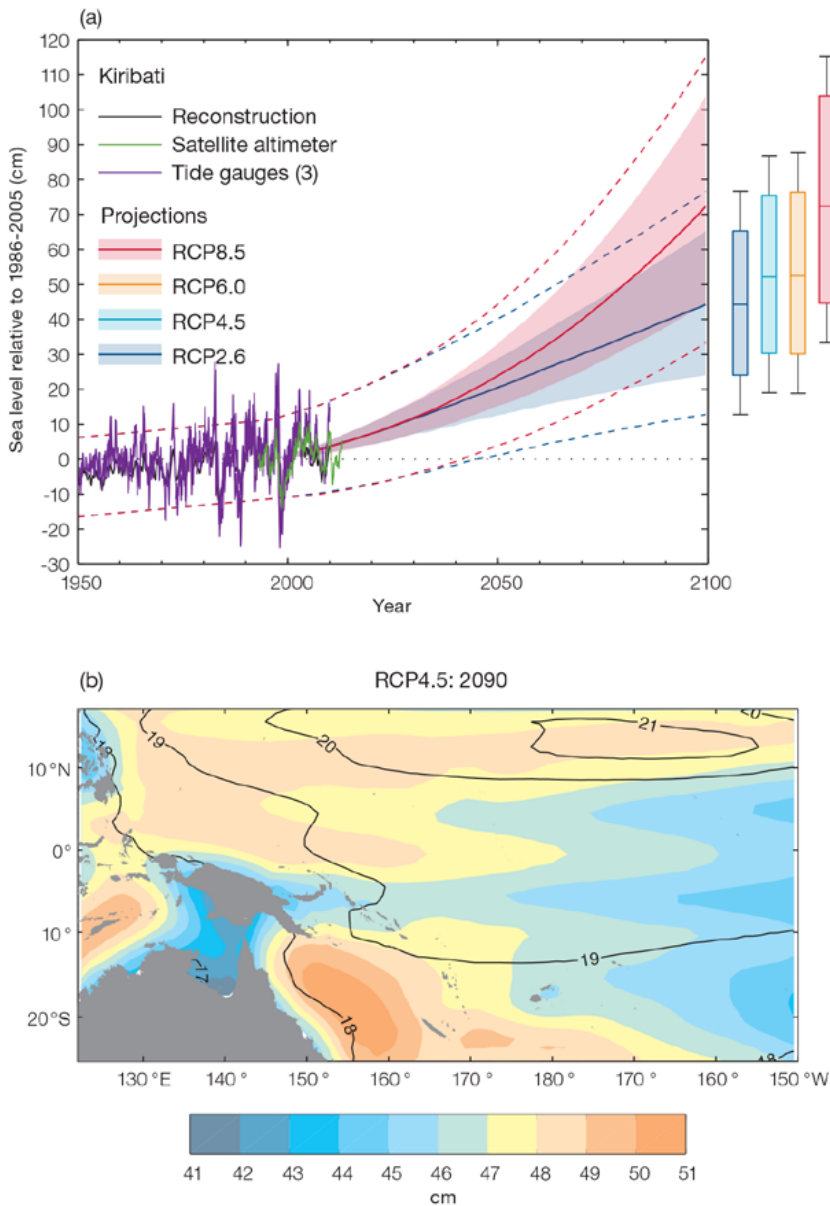 (a)
Sea level relative to 1986-2005 (cm)
120
110
100
90
80
70
60
50
40
30
20
10
0
-10
-20
-30
Kiribati
Reconstruction
Satellite altimeter
Tide gauges (3)
Projections
RCP8.5
RCP6.0
RCP4.5
RCP2.6
1950 2000 2050 2100
Year
(b) RCP4.5: 2090
10°N
0°
10°
20°S
18 19 20 21 20
17 18 19 18
130°E 140° 150° 160° 170° 180° 170° 160° 150°W
41 42 43 44 45 46 47 48 49 50 51
cm